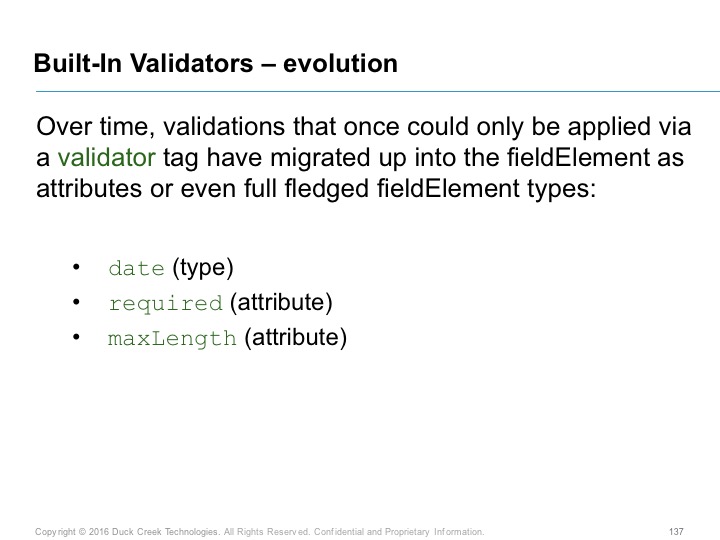 Built-In Validators – evolution
Over time, validations that once could only be applied via
a validator tag have migrated up into the fieldElement as
attributes or even full fledged fieldElement types:
• date (type)
• required (attribute)
• maxLength (attribute)
Copyright © 2016 Duck Creek Technologies. All Rights Reserved. Confidential and Proprietary Information. 137